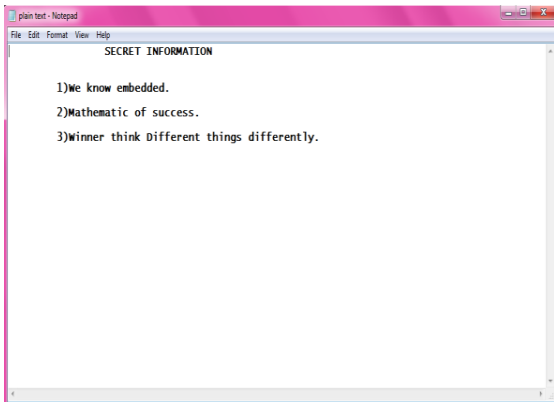 plain text - Notepad
File Edit Format View Help
SECRET INFORMATION
1)We know embedded.
2)Mathematic of success.
3)Winner think Different things differently.